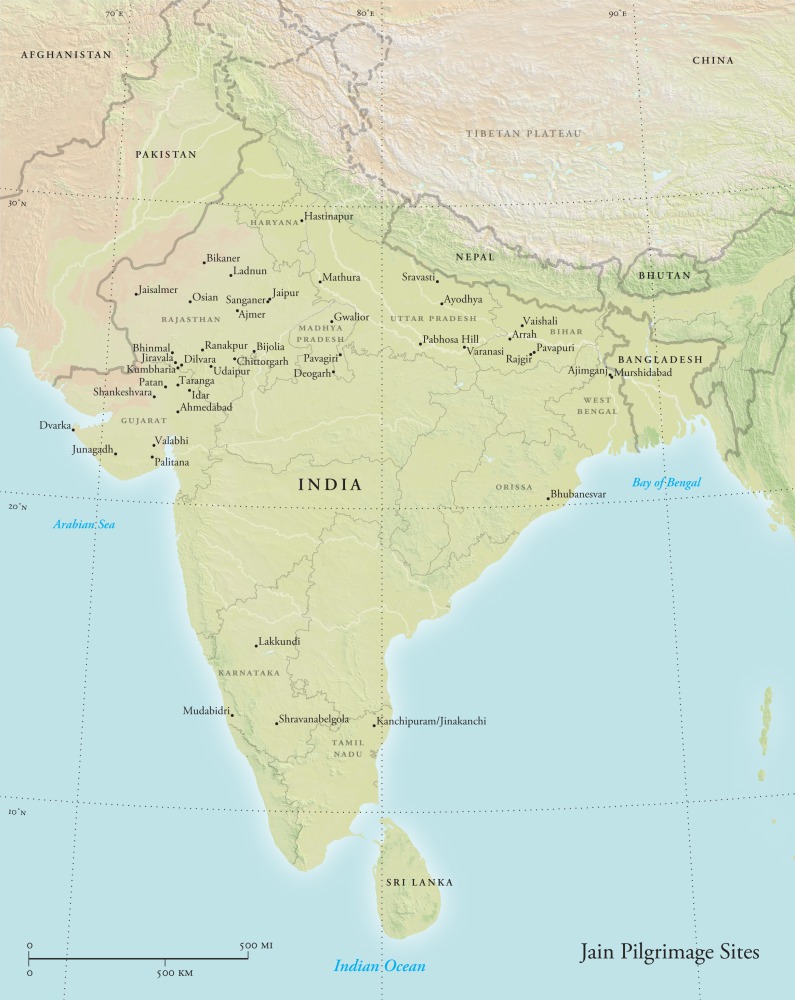 70°E
80°E
90°E
AFGHANISTAN
CHINA
TIBETAN PLATEAU
PAKISTAN
30°N
HARYANA
Hastinapur
NEPAL
BHUTAN
Bikaner
Ladnun
Mathura
Sravasti
Jaisalmer
Osian
Sanganer
Jaipur
Ayodhya
Ajmer
RAJASTHAN
Gwalior
UTTAR PRADESH
Vaishali
MADHYA
PRADESH
Arrah
BIHAR
Bhinmal
Ranakpur
Bijolia
Pabhosa Hill
Varanasi
Pavapuri
Jiravala
Dilvara
Chittorgarh
Pavagiri
Rajgir
BANGLADESH
Kumbharia
Udaipur
Deogarh
Ajimganj
Murshidabad
Patan
Taranga
Shankeshvara
Idar
WEST
BENGAL
Ahmedabad
GUJARAT
Dvarka
Valabhi
Junagadh
Palitana
INDIA
ORISSA
Bay of Bengal
Bhubanesvar
20°N
Arabian Sea
Lakkundi
KARNATAKA
Mudabidri
Shravanabelgola
Kanchipuram/Jinakanchi
TAMIL
NADU
10°N
SRI LANKA
0
500 MI
0
500 KM
Indian Ocean
Jain Pilgrimage Sites